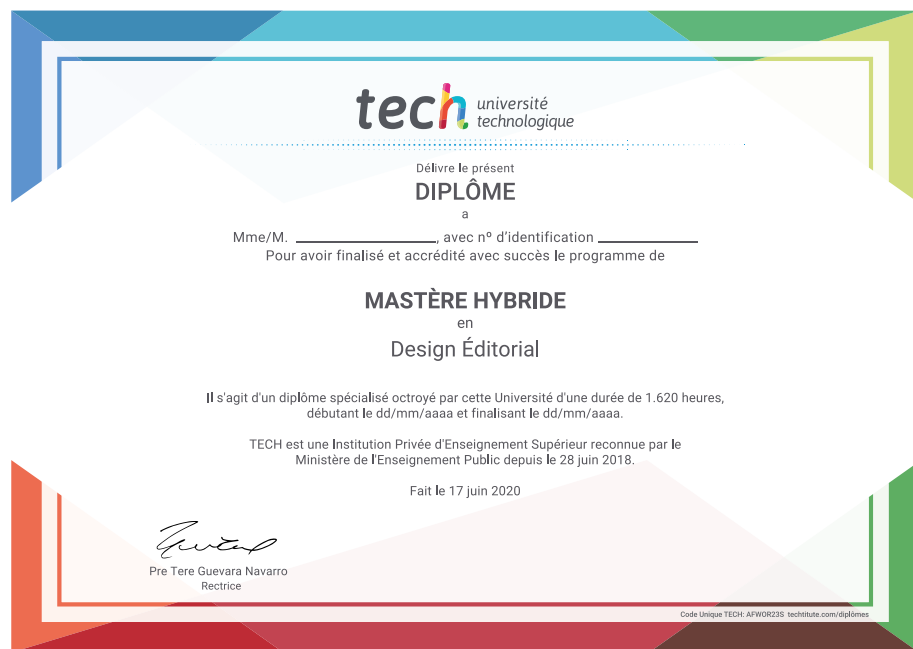 tech université
technologique
Délivre le présent
DIPLÔME
a
Mme/M. ____________, avec nº d'identification ____________
Pour avoir finalisé et accrédité avec succès le programme de
MASTÈRE HYBRIDE
en
Design Éditorial
Il s'agit d'un diplôme spécialisé octroyé par cette Université d'une durée de 1.620 heures,
débutant le dd/mm/aaaa et finalisant le dd/mm/aaaa.
TECH est une Institution Privée d'Enseignement Supérieur reconnue par le
Ministère de l'Enseignement Public depuis le 28 juin 2018.
Fait le 17 juin 2020
Pre Tere Guevara Navarro
Rectrice
Code Unique TECH: AFWOR23S techtitute.com/diplômes